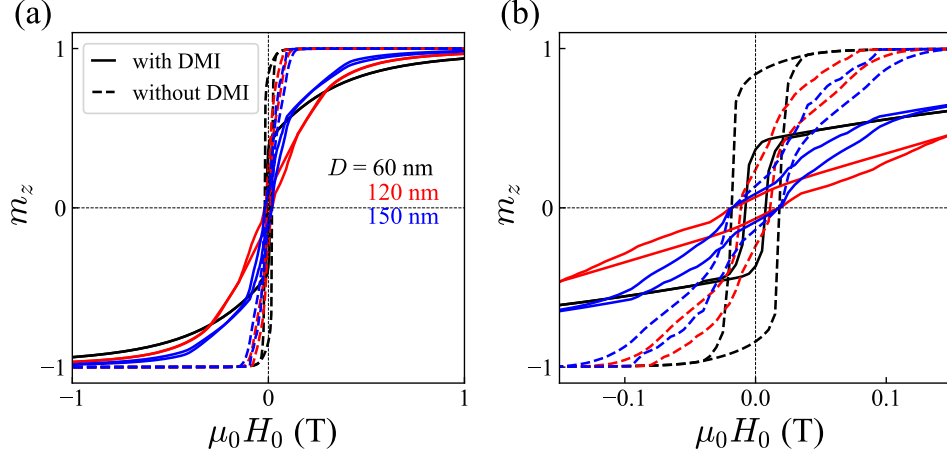 (a)
(b)
with DMI
without DMI
D = 60 nm
120 nm
150 nm
m_z
1
0
−1
−1
0
1
μ₀H₀ (T)
m_z
1
0
−1
−0.1
0.0
0.1
μ₀H₀ (T)